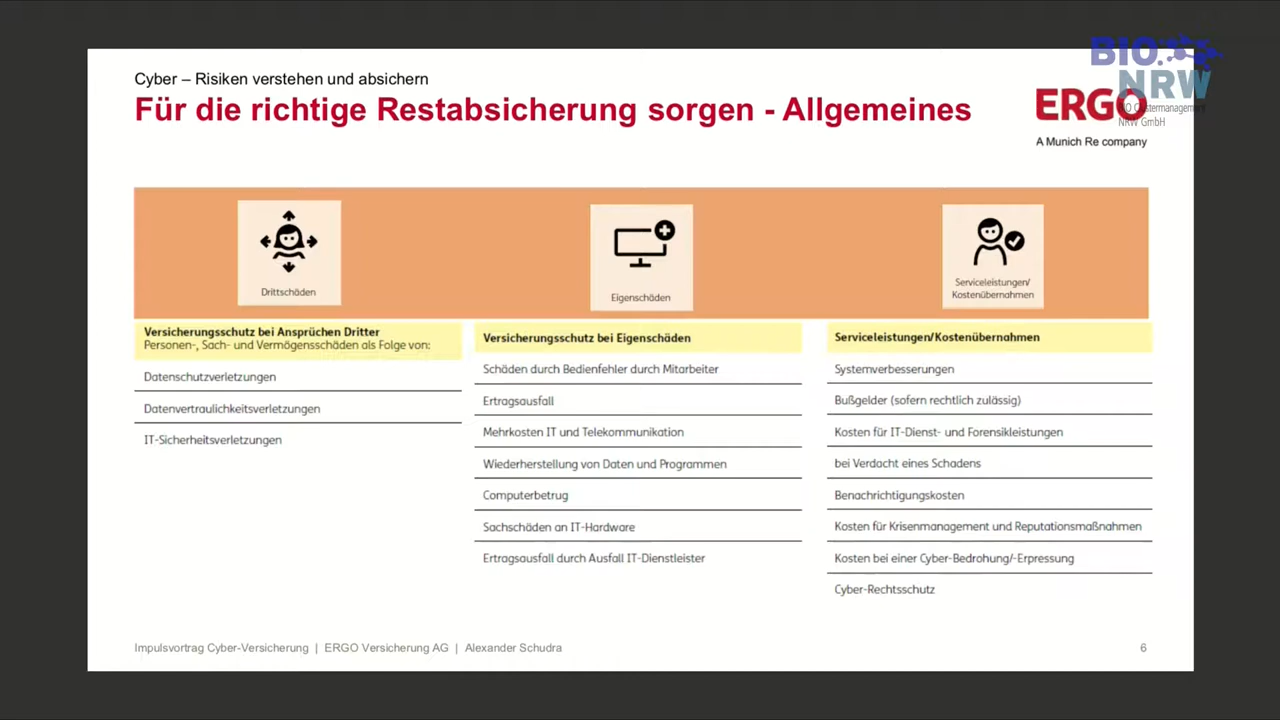 Cyber – Risiken verstehen und absichern
Für die richtige Restabsicherung sorgen - Allgemeines
BIO.
NRW
BIO Clustermanagement
NRW GmbH
ERGO
A Munich Re company
Drittschäden
Eigenschäden
Serviceleistungen/
Kostenübernahmen
Versicherungsschutz bei Ansprüchen Dritter
Personen-, Sach- und Vermögensschäden als Folge von:
Datenschutzverletzungen
Datenvertraulichkeitsverletzungen
IT-Sicherheitsverletzungen
Versicherungsschutz bei Eigenschäden
Schäden durch Bedienfehler durch Mitarbeiter
Ertragsausfall
Mehrkosten IT und Telekommunikation
Wiederherstellung von Daten und Programmen
Computerbetrug
Sachschäden an IT-Hardware
Ertragsausfall durch Ausfall IT-Dienstleister
Serviceleistungen/Kostenübernahmen
Systemverbesserungen
Bußgelder (sofern rechtlich zulässig)
Kosten für IT-Dienst- und Forensikleistungen
bei Verdacht eines Schadens
Benachrichtigungskosten
Kosten für Krisenmanagement und Reputationsmaßnahmen
Kosten bei einer Cyber-Bedrohung/-Erpressung
Cyber-Rechtsschutz
Impulsvortrag Cyber-Versicherung | ERGO Versicherung AG | Alexander Schudra
6